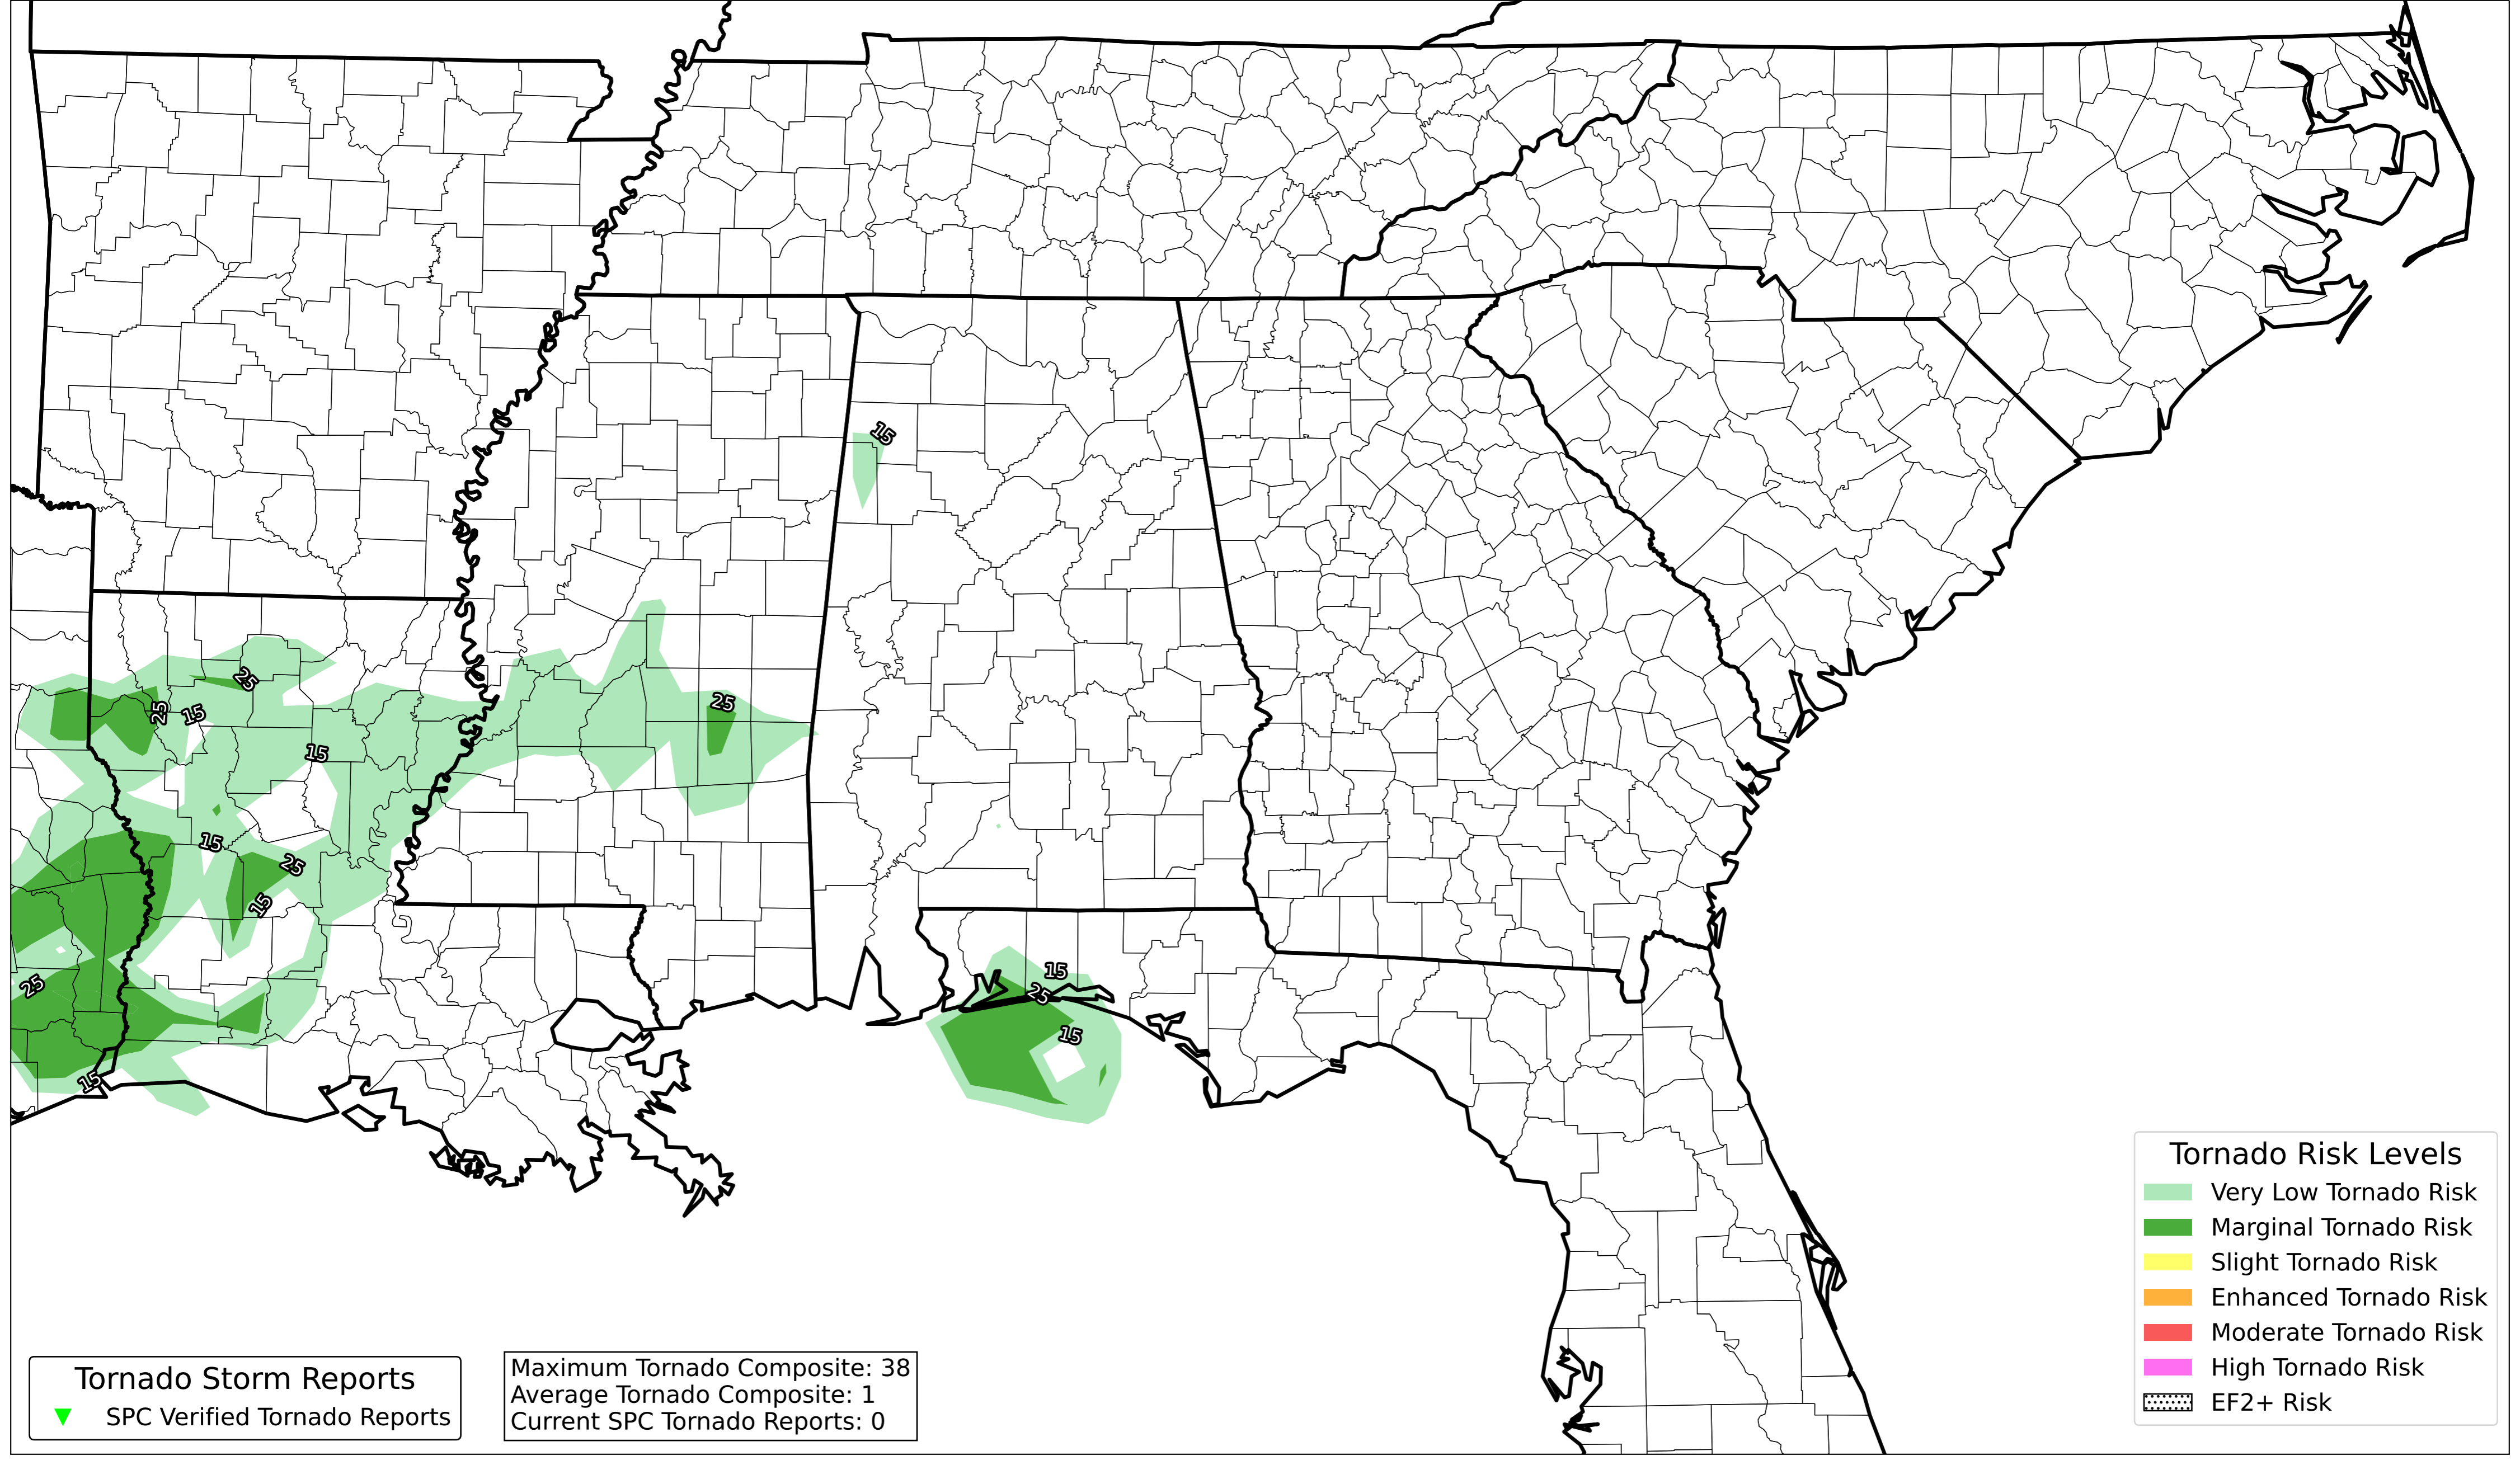 15
25
25
25
15
15
15
25
15
15
25
25
15
15
Tornado Risk Levels
Very Low Tornado Risk
Marginal Tornado Risk
Slight Tornado Risk
Enhanced Tornado Risk
Moderate Tornado Risk
High Tornado Risk
EF2+ Risk
Tornado Storm Reports
SPC Verified Tornado Reports
Maximum Tornado Composite: 38
Average Tornado Composite: 1
Current SPC Tornado Reports: 0